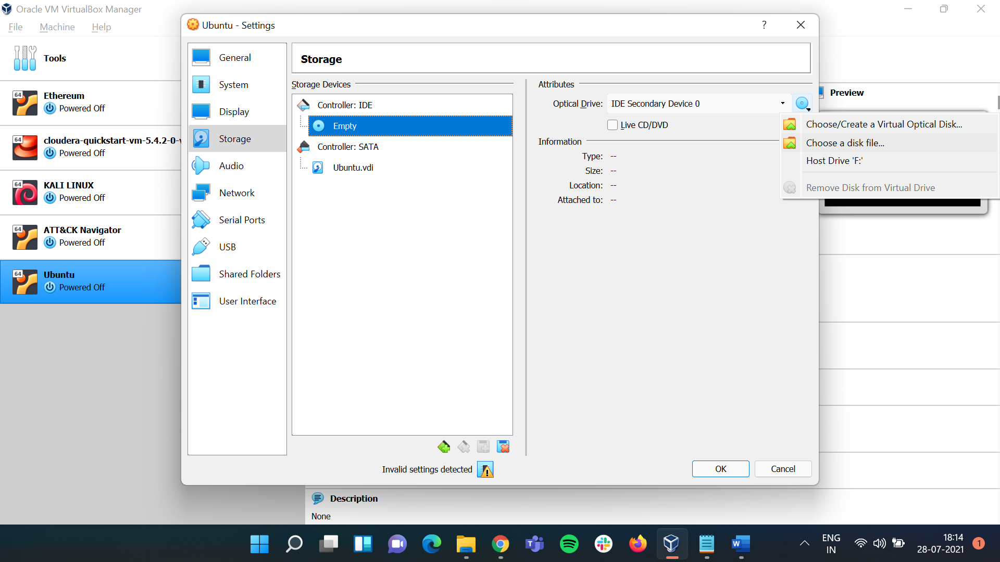 Oracle VM VirtualBox Manager
File Machine Help
Tools
64
Ethereum
Powered Off
64
cloudera-quickstart-vm-5.4.2-0-v
Powered Off
64
KALI LINUX
Powered Off
64
ATT&CK Navigator
Powered Off
64
Ubuntu
Powered Off
Ubuntu - Settings
?
General
System
Display
Storage
Audio
Network
Serial Ports
USB
Shared Folders
User Interface
Storage
Storage Devices
Controller: IDE
Empty
Controller: SATA
Ubuntu.vdi
Attributes
Optical Drive: IDE Secondary Device 0
Live CD/DVD
Information
Type: --
Size: --
Location: --
Attached to: --
Choose/Create a Virtual Optical Disk...
Choose a disk file...
Host Drive 'F:'
Remove Disk from Virtual Drive
Preview
Invalid settings detected
OK
Cancel
Description
None
ENG
IN
18:14
28-07-2021
1